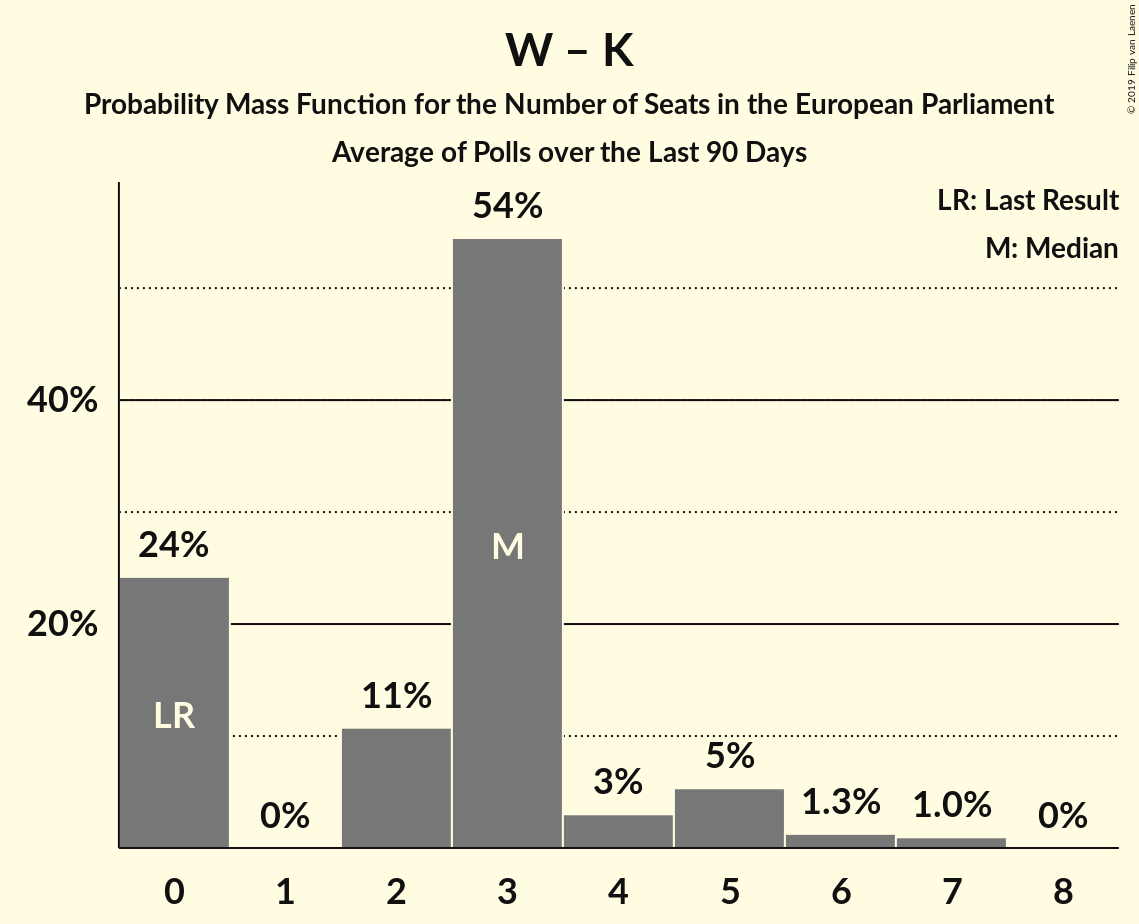 W – K
Probability Mass Function for the Number of Seats in the European Parliament
Average of Polls over the Last 90 Days
© 2019 Filip van Laenen
LR: Last Result
M: Median
54%
40%
24%
M
20%
11%
LR
5%
3%
1.3%
1.0%
0%
0%
0 1 2 3 4 5 6 7 8